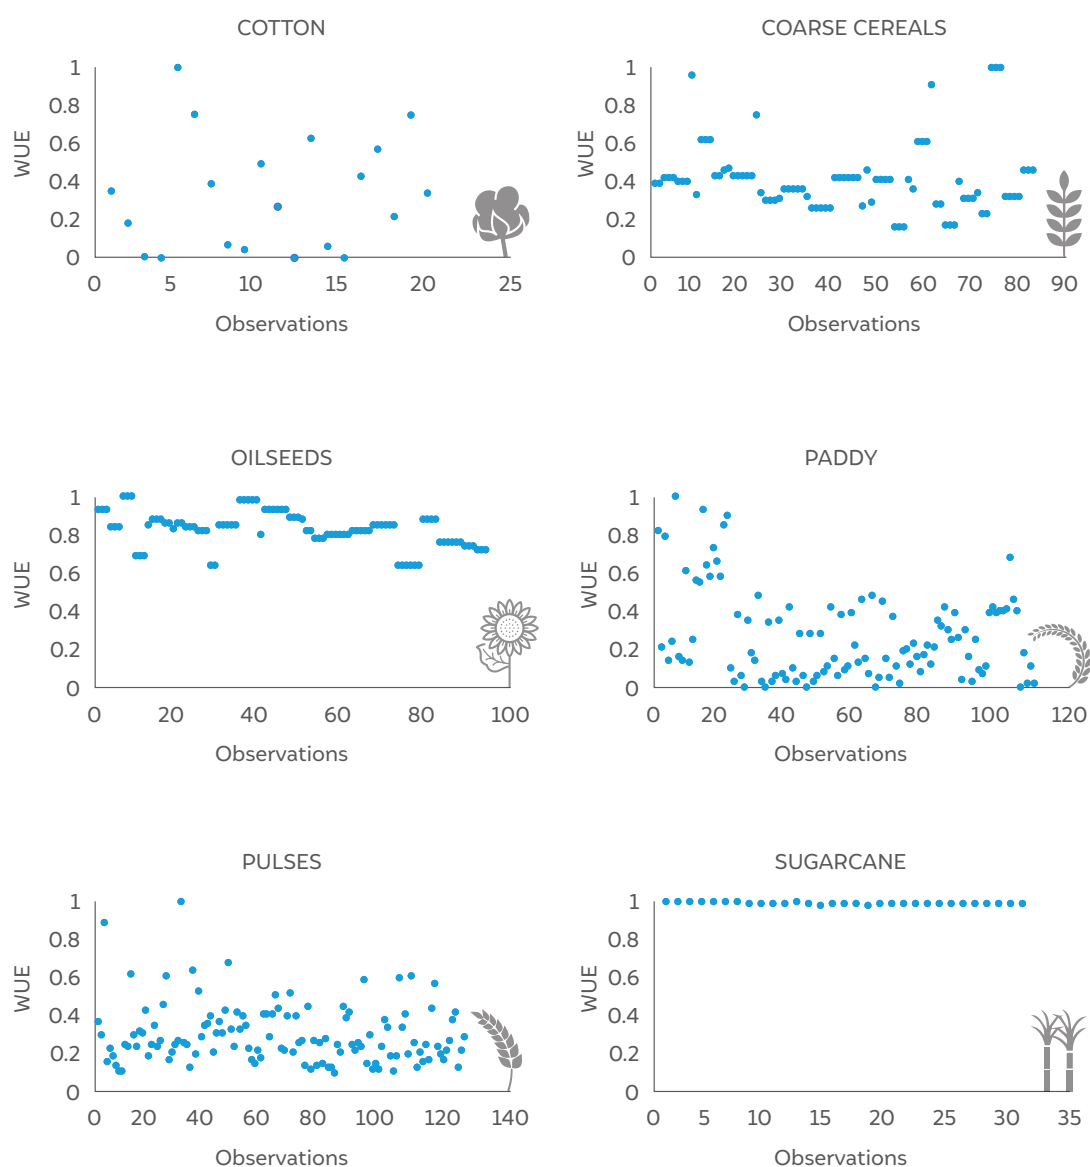 COTTON
WUE
1
0.8
0.6
0.4
0.2
0
0 5 10 15 20 25
Observations
COARSE CEREALS
WUE
1
0.8
0.6
0.4
0.2
0
0 10 20 30 40 50 60 70 80 90
Observations
OILSEEDS
WUE
1
0.8
0.6
0.4
0.2
0
0 20 40 60 80 100
Observations
PADDY
WUE
1
0.8
0.6
0.4
0.2
0
0 20 40 60 80 100 120
Observations
PULSES
WUE
1
0.8
0.6
0.4
0.2
0
0 20 40 60 80 100 120 140
Observations
SUGARCANE
WUE
1
0.8
0.6
0.4
0.2
0
0 5 10 15 20 25 30 35
Observations